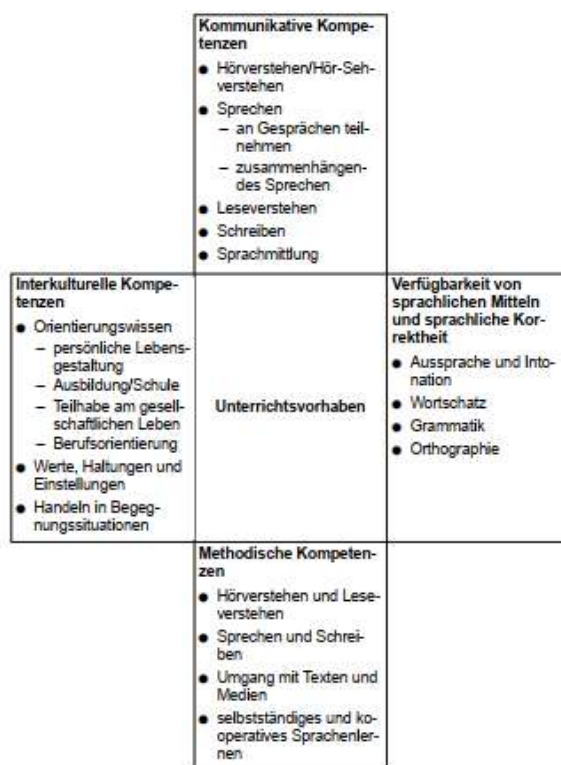 Kommunikative Kompe-
tenzen
● Hörverstehen/Hör-Seh-
verstehen
● Sprechen
– an Gesprächen teil-
nehmen
– zusammenhängen-
des Sprechen
● Leseverstehen
● Schreiben
● Sprachmittlung
Interkulturelle Kompe-
tenzen
● Orientierungswissen
– persönliche Lebens-
gestaltung
– Ausbildung/Schule
– Teilhabe am gesell-
schaftlichen Leben
– Berufsorientierung
● Werte, Haltungen und
Einstellungen
● Handeln in Begeg-
nungssituationen
Unterrichtsvorhaben
Verfügbarkeit von
sprachlichen Mitteln
und sprachliche Kor-
rektheit
● Aussprache und Into-
nation
● Wortschatz
● Grammatik
● Orthographie
Methodische Kompeten-
zen
● Hörverstehen und Lese-
verstehen
● Sprechen und Schrei-
ben
● Umgang mit Texten und
Medien
● selbstständiges und ko-
operatives Sprachenler-
nen